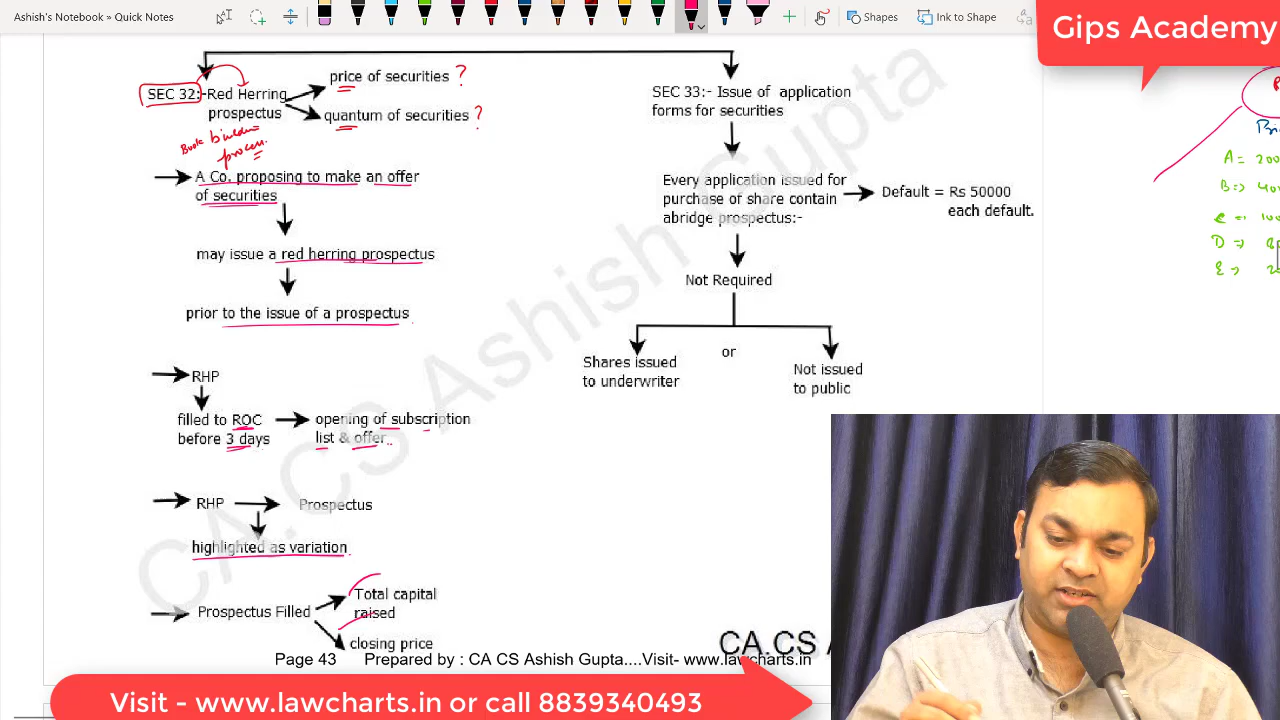 Ashish's Notebook » Quick Notes
Shapes
Ink to Shape
Gips Academy
SEC 32:-Red Herring
prospectus
price of securities ?
quantum of securities ?
process.
A Co. proposing to make an offer
of securities
may issue a red herring prospectus
prior to the issue of a prospectus
RHP
filled to ROC
before 3 days
opening of subscription
list & offer
RHP
Prospectus
highlighted as variation
Prospectus Filled
Total capital
raised
closing price
SEC 33:- Issue of application
forms for securities
Every application issued for
purchase of share contain
abridge prospectus:-
Default = Rs 50000
each default.
Not Required
Shares issued
to underwriter
or
Not issued
to public
A= 200
B=>
D =>
E =>
CA.CS Ashish Gupta
CA.CS A
Page 43 Prepared by : CA CS Ashish Gupta....Visit- www.lawcharts.in
Visit - www.lawcharts.in or call 8839340493